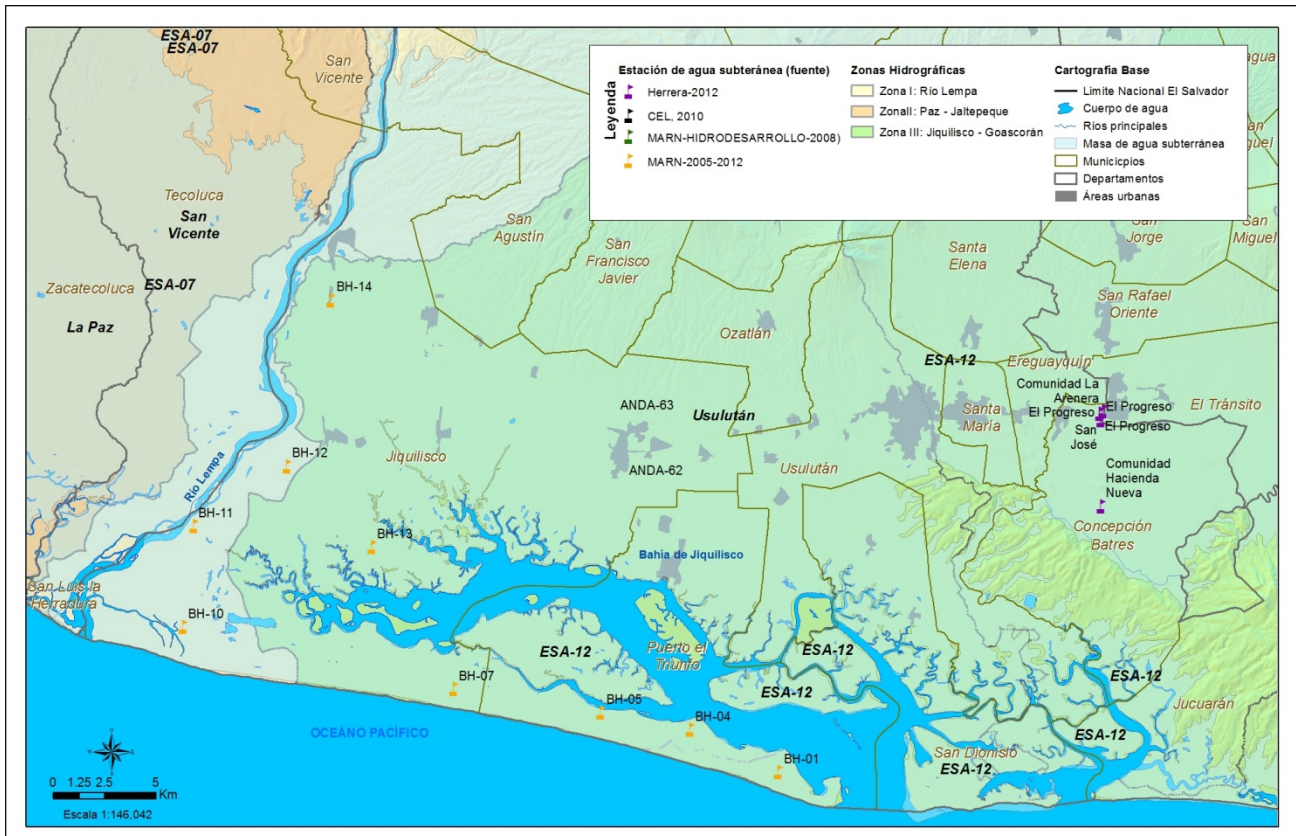 ESA-07
ESA-07
San
Vicente
Leyenda
Estación de agua subteránea (fuente)
Herrera-2012
CEL, 2010
MARN-HIDRODESARROLLO-2008)
MARN-2005-2012
Zonas Hidrográficas
Zona I: Río Lempa
ZonaII: Paz - Jaltepeque
Zona III: Jiquilisco - Goascorán
Cartografía Base
Limite Nacional El Salvador
Cuerpo de agua
Ríos principales
Masa de agua subterránea
Municicpios
Departamentos
Áreas urbanas
Tecoluca
San
Vicente
San
Agustín
San
Francisco
Javier
Santa
Elena
San
Jorge
San
Miguel
Zacatecoluca
ESA-07
BH-14
San Rafael
Oriente
La Paz
Ozatlán
ESA-12
Ereguayquín
Comunidad La
Arenera
El Progreso
El Progreso
El Progreso
San
José
El Tránsito
ANDA-63
Usulután
Santa
María
BH-12
Jiquilisco
ANDA-62
Usulután
Comunidad
Hacienda
Nueva
Río Lempa
BH-11
BH-13
Concepción
Batres
Bahia de Jiquilisco
San Luis la
Herradura
BH-10
ESA-12
Puerto el
Triunfo
ESA-12
ESA-12
ESA-12
BH-07
BH-05
BH-04
Jucuarán
OCEÁNO PACÍFICO
ESA-12
San Dionisio
BH-01
ESA-12
0 1.25 2.5 5
Km
Escala 1:146,042